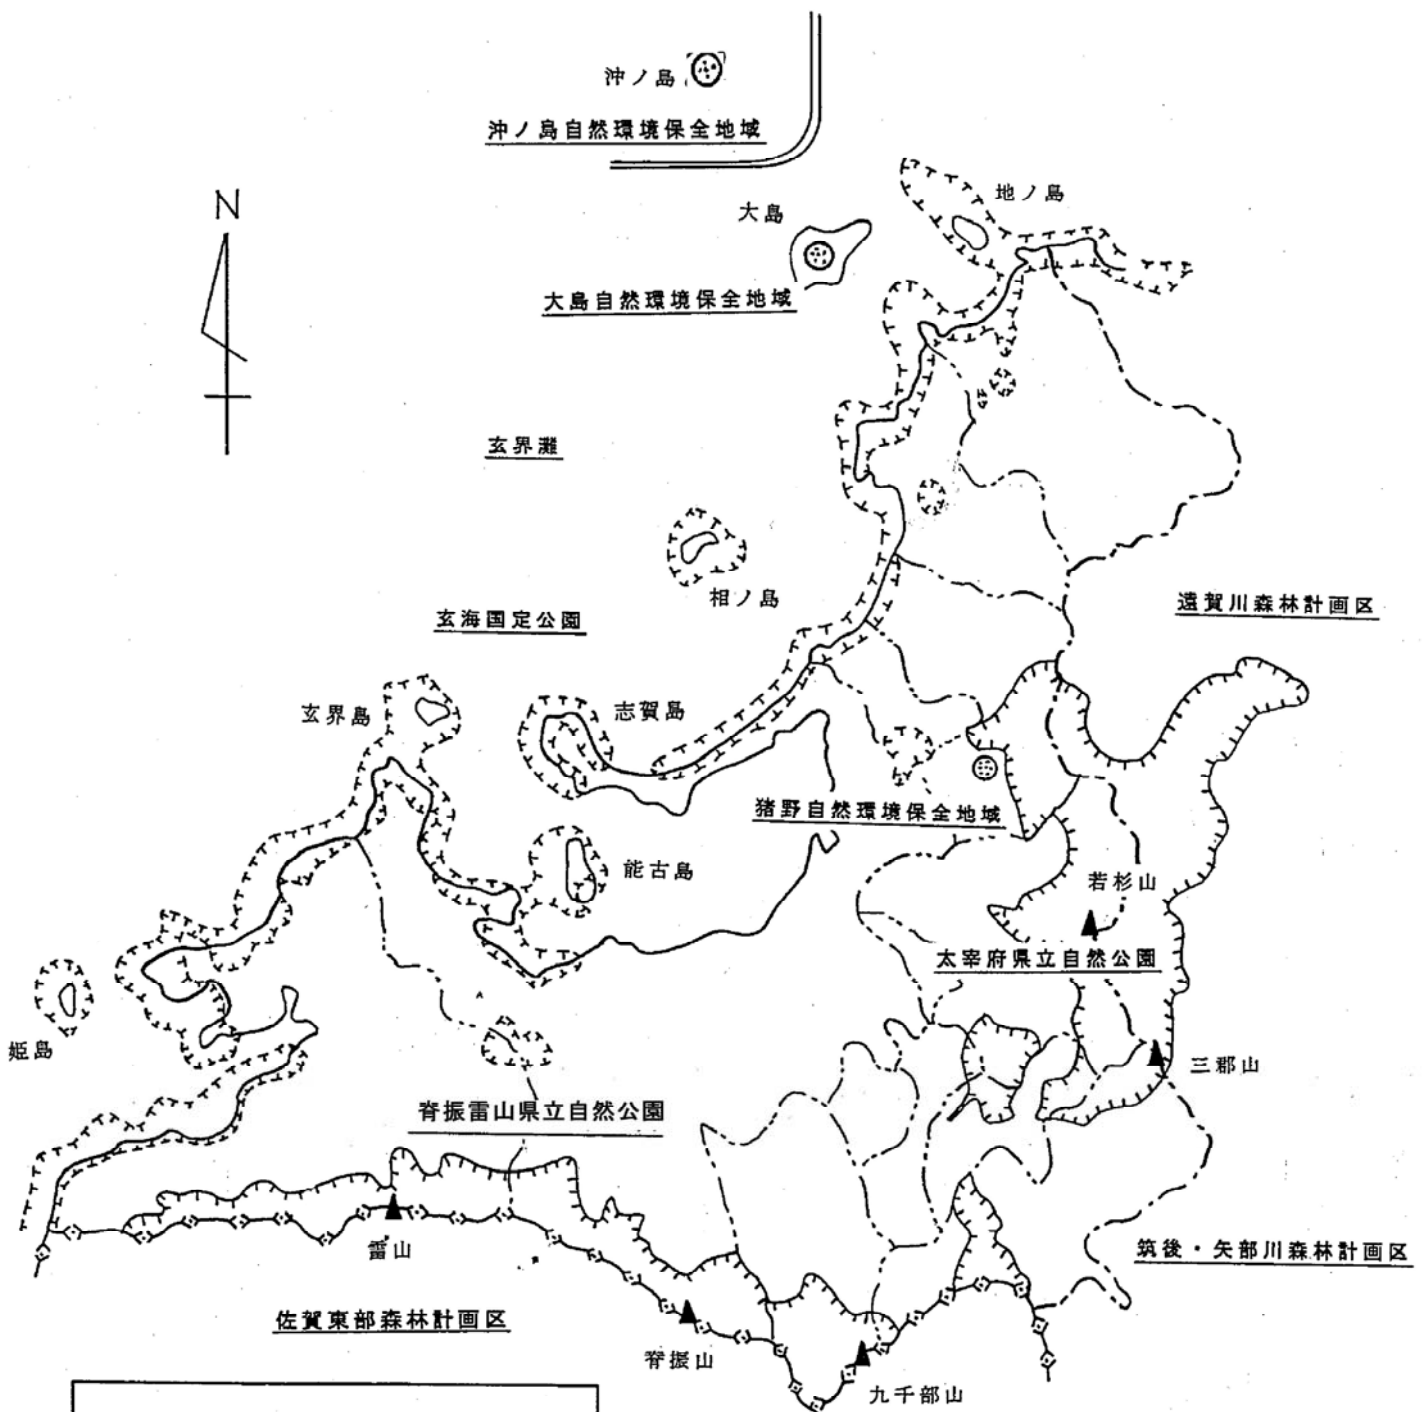 沖ノ島
沖ノ島自然環境保全地域
N
地ノ島
大島
大島自然環境保全地域
玄界灘
相ノ島
遠賀川森林計画区
玄海国定公園
玄界島
志賀島
猪野自然環境保全地域
能古島
若杉山
太宰府県立自然公園
姫島
三郡山
脊振雷山県立自然公園
雷山
筑後・矢部川森林計画区
佐賀東部森林計画区
脊振山
九千部山